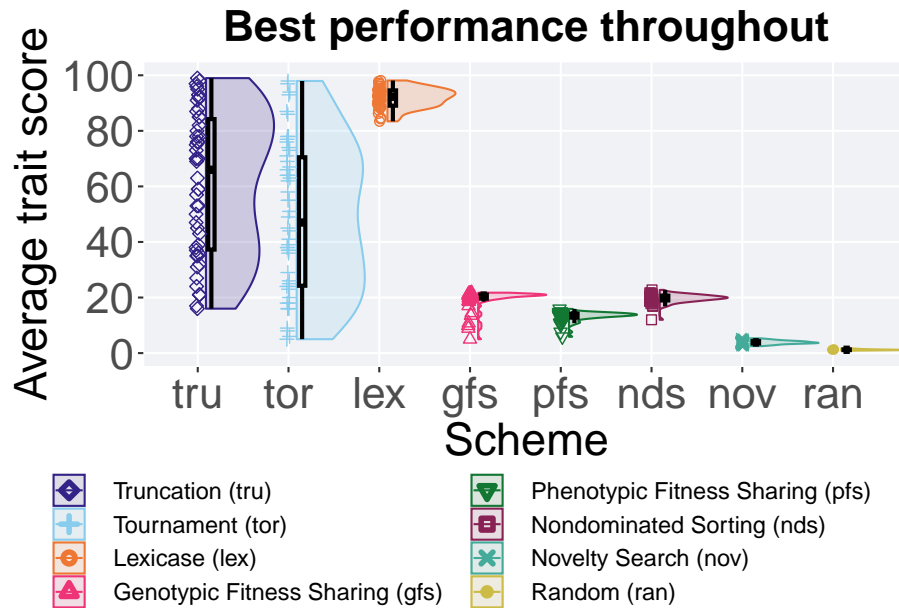 Best performance throughout
Average trait score
100
80
60
40
20
0
tru tor lex gfs pfs nds nov ran
Scheme
Truncation (tru)
Tournament (tor)
Lexicase (lex)
Genotypic Fitness Sharing (gfs)
Phenotypic Fitness Sharing (pfs)
Nondominated Sorting (nds)
Novelty Search (nov)
Random (ran)